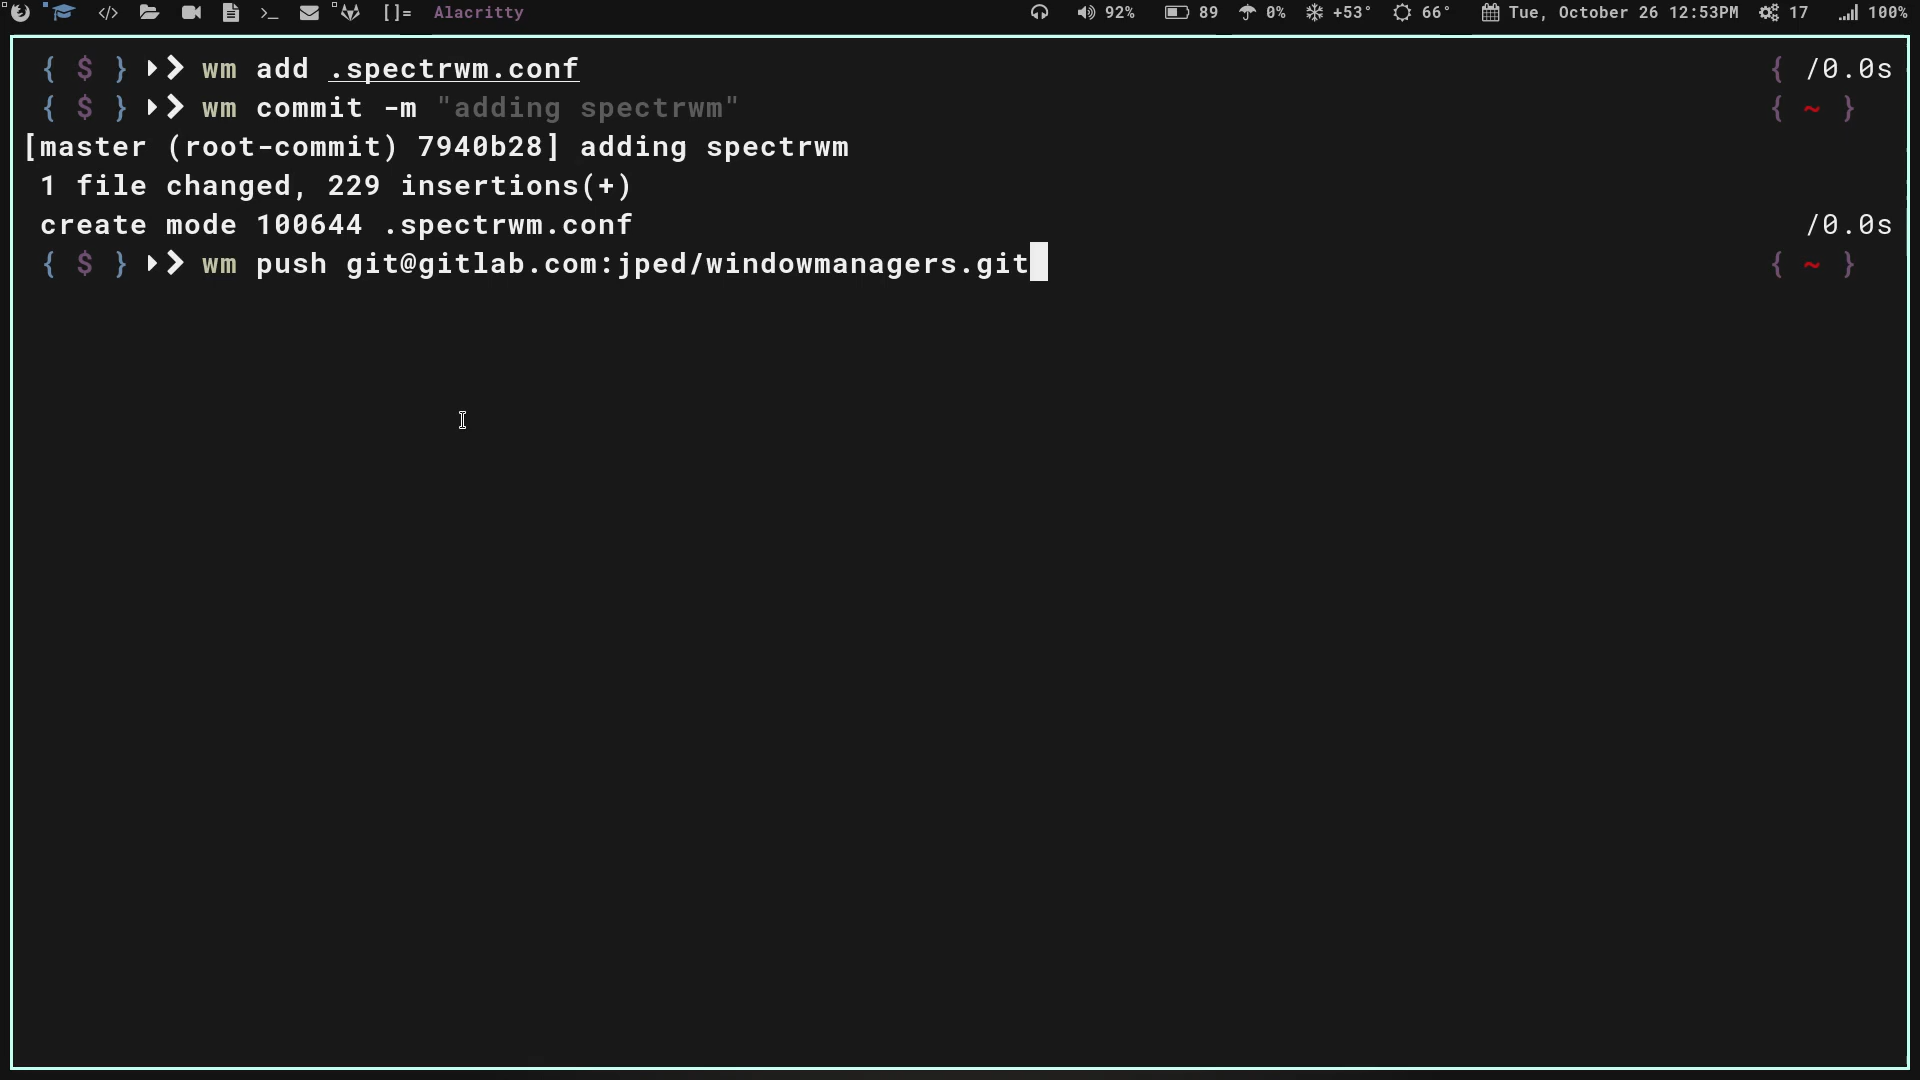 []= Alacritty 92% 89 0% +53° 66° Tue, October 26 12:53PM 17 100%
{ $ } wm add .spectrwm.conf { /0.0s
{ $ } wm commit -m "adding spectrwm" { ~ }
[master (root-commit) 7940b28] adding spectrwm
1 file changed, 229 insertions(+)
create mode 100644 .spectrwm.conf /0.0s
{ $ } wm push git@gitlab.com:jped/windowmanagers.git { ~ }